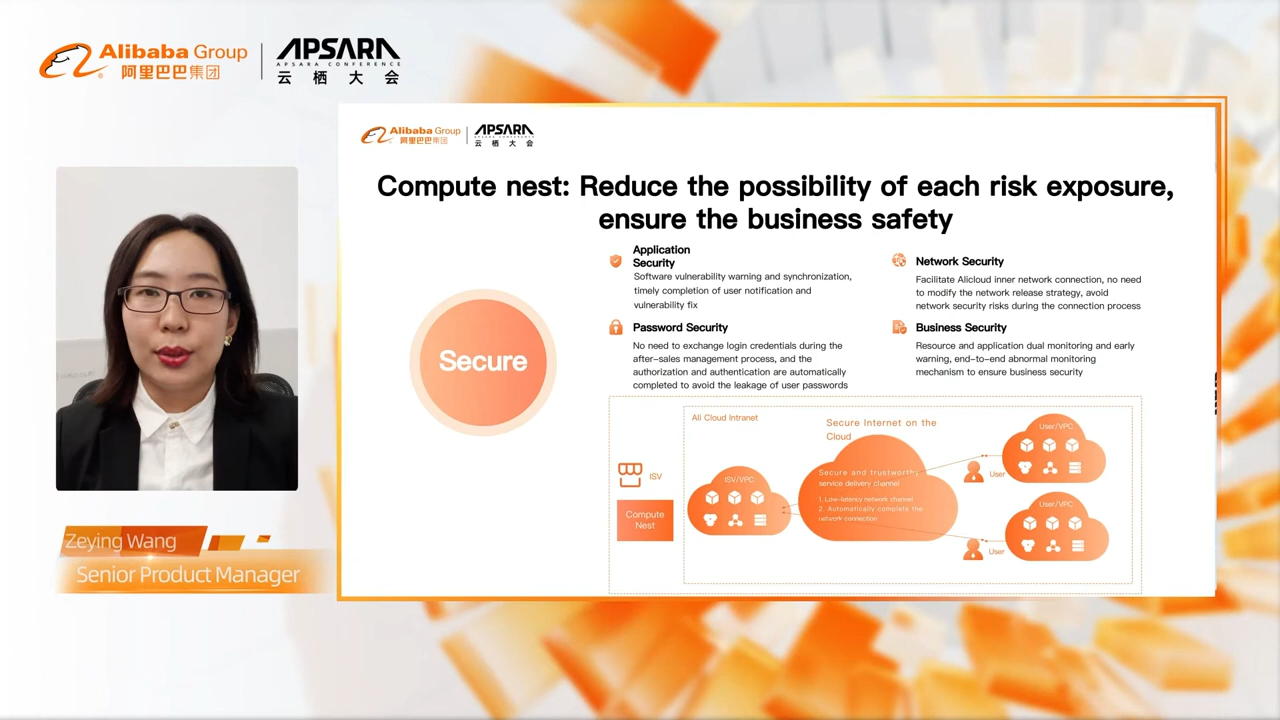 Alibaba Group
阿里巴巴集团
APSARA
APSARA CONFERENCE
云栖大会
Alibaba Group
阿里巴巴集团
APSARA
APSARA CONFERENCE
云栖大会
Compute nest: Reduce the possibility of each risk exposure,
ensure the business safety
Secure
Application
Security
Software vulnerability warning and synchronization,
timely completion of user notification and
vulnerability fix
Network Security
Facilitate Alicloud inner network connection, no need
to modify the network release strategy, avoid
network security risks during the connection process
Password Security
No need to exchange login credentials during the
after-sales management process, and the
authorization and authentication are automatically
completed to avoid the leakage of user passwords
Business Security
Resource and application dual monitoring and early
warning, end-to-end abnormal monitoring
mechanism to ensure business security
Ali Cloud Intranet
Secure Internet on the
Cloud
ISV
Compute
Nest
ISV/VPC
Secure and trustworthy
service delivery channel
1. Low-latency network channel
2. Automatically complete the
network connection
User/VPC
User
User/VPC
User
Zeying Wang
Senior Product Manager